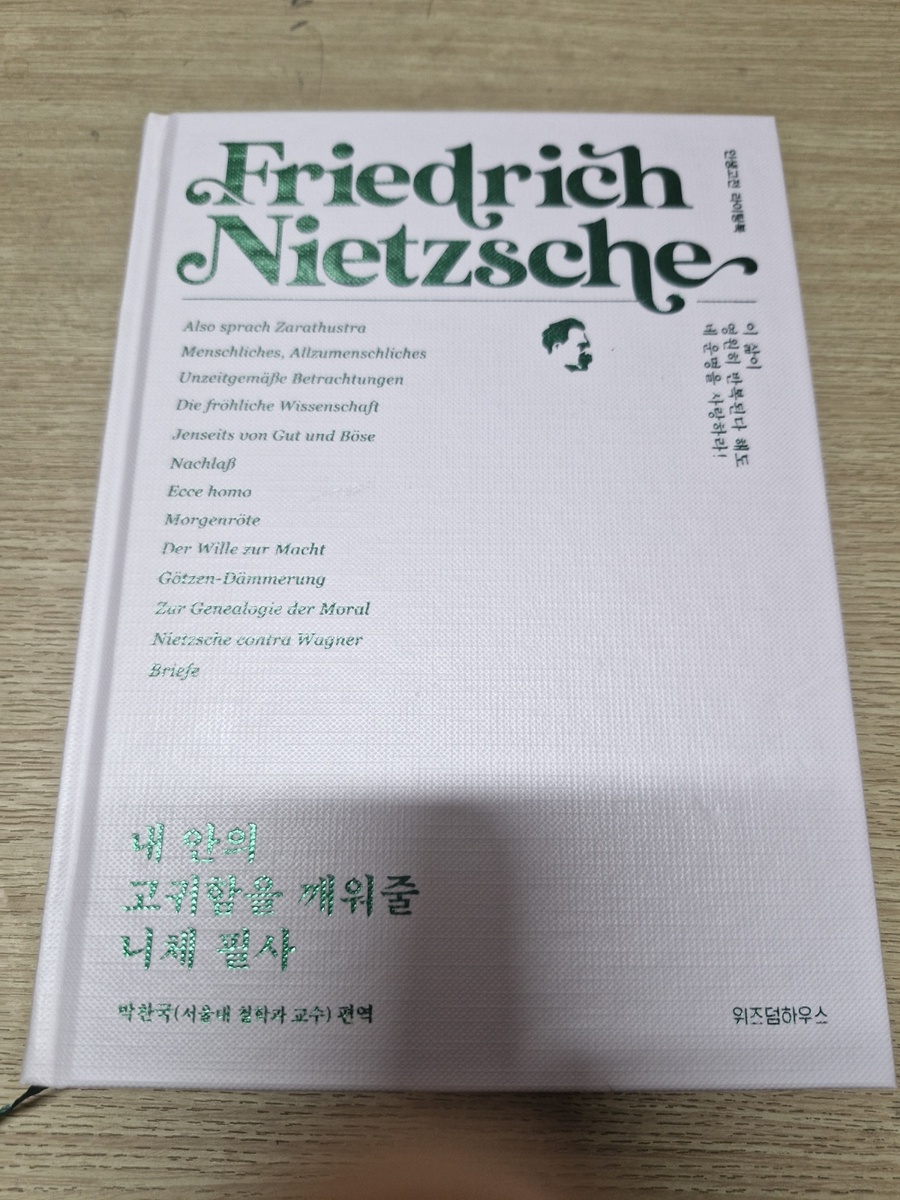 Friedrich
Nietzsche
인생고전 라이팅북
이 삶이
영원히 반복된다 해도
네 운명을 사랑하라!
Also sprach Zarathustra
Menschliches, Allzumenschliches
Unzeitgemäße Betrachtungen
Die fröhliche Wissenschaft
Jenseits von Gut und Böse
Nachlaß
Ecce homo
Morgenröte
Der Wille zur Macht
Götzen-Dämmerung
Zur Genealogie der Moral
Nietzsche contra Wagner
Briefe
내 안의
고귀함을 깨워줄
니체 필사
박찬국(서울대 철학과 교수) 편역
위즈덤하우스